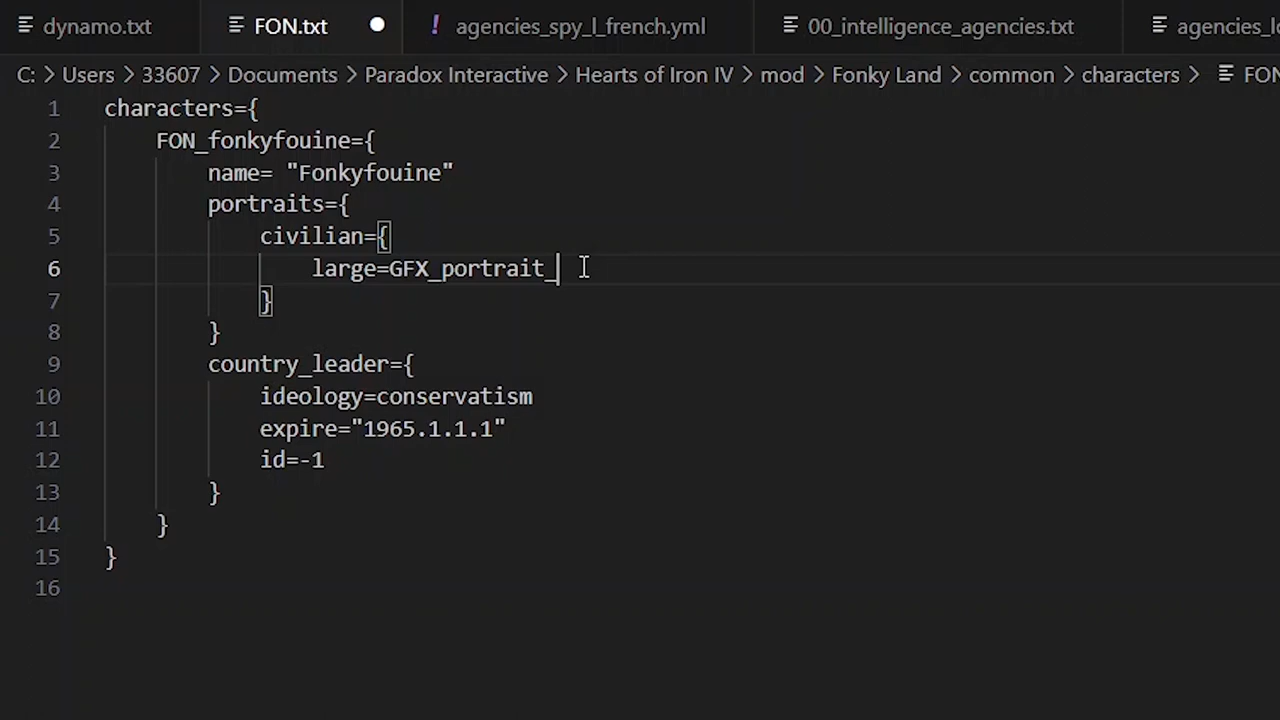 dynamo.txt FON.txt agencies_spy_l_french.yml 00_intelligence_agencies.txt
C: > Users > 33607 > Documents > Paradox Interactive > Hearts of Iron IV > mod > Fonky Land > common > characters >
1 characters={
2 FON_fonkyfouine={
3 name= "Fonkyfouine"
4 portraits={
5 civilian={
6 large=GFX_portrait_
7 }
8 }
9 country_leader={
10 ideology=conservatism
11 expire="1965.1.1.1"
12 id=-1
13 }
14 }
15 }
16